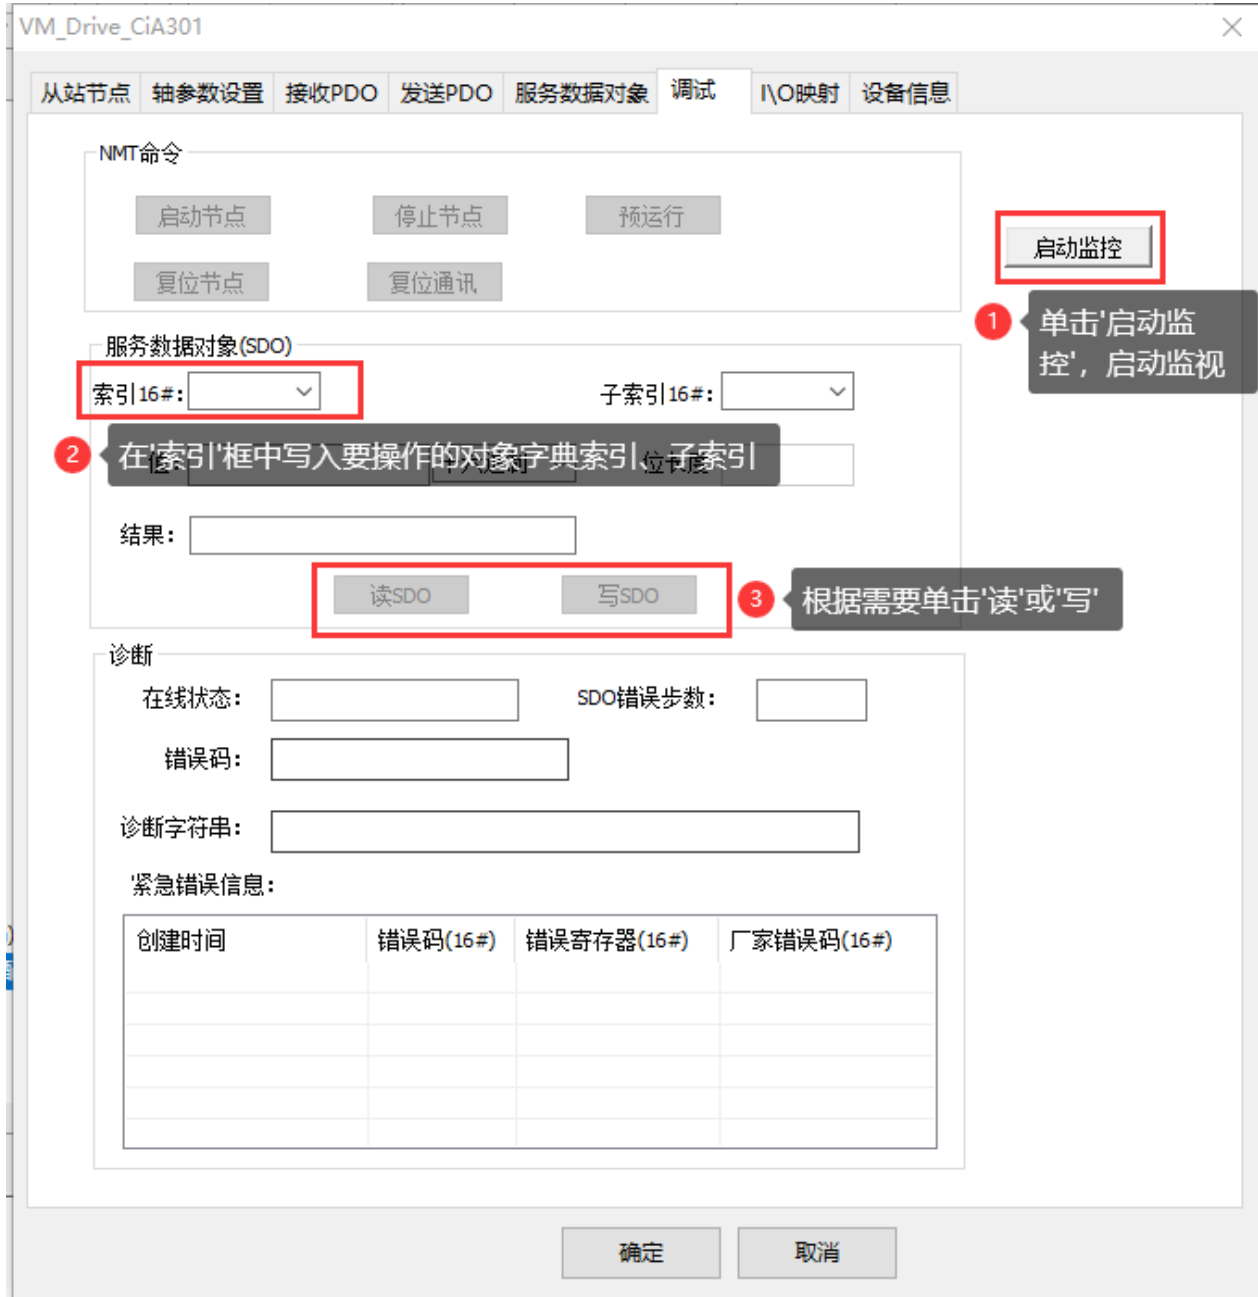 VM_Drive_CiA301
从站节点 轴参数设置 接收PDO 发送PDO 服务数据对象 调试 I\O映射 设备信息
NMT命令
启动节点 停止节点 预运行
复位节点 复位通讯
启动监控
1 单击'启动监
控'，启动监视
服务数据对象(SDO)
索引16#: 子索引16#:
2 在'索引'框中写入要操作的对象字典索引、子索引
结果:
读SDO 写SDO
3 根据需要单击'读'或'写'
诊断
在线状态: SDO错误步数:
错误码:
诊断字符串:
紧急错误信息:
创建时间 错误码(16#) 错误寄存器(16#) 厂家错误码(16#)
确定 取消